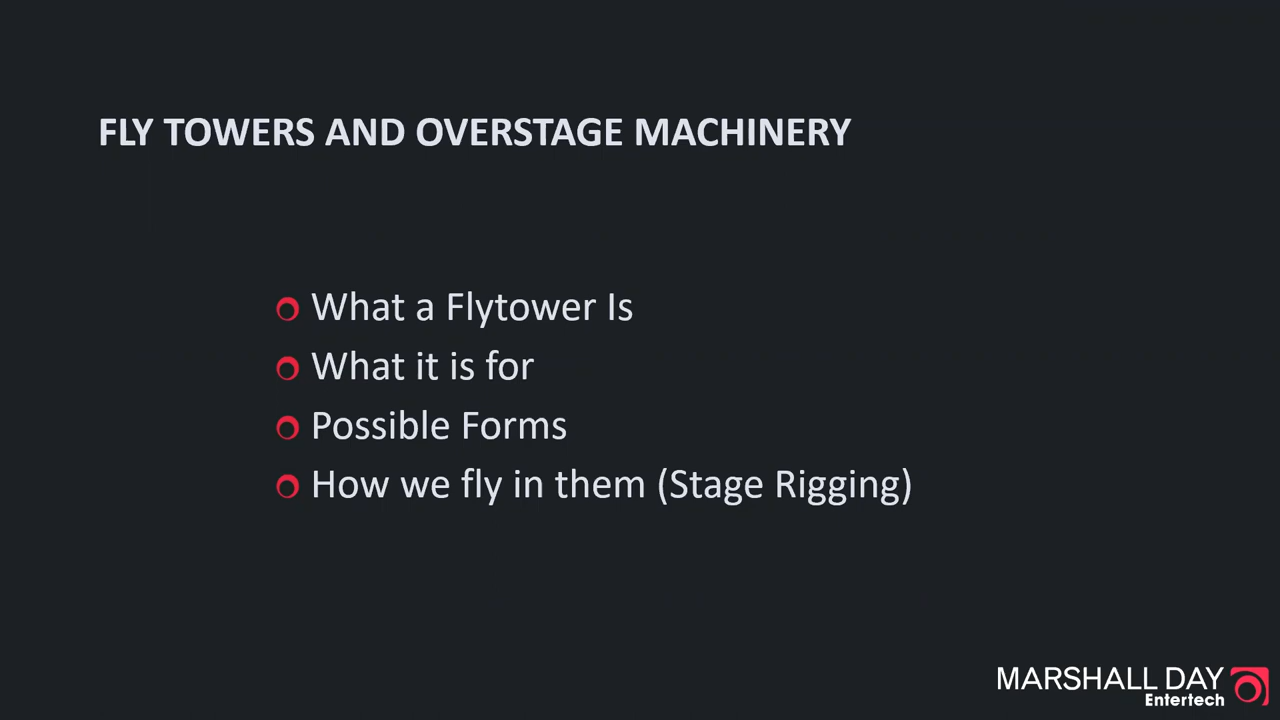 FLY TOWERS AND OVERSTAGE MACHINERY
What a Flytower Is
What it is for
Possible Forms
How we fly in them (Stage Rigging)
MARSHALL DAY
Entertech